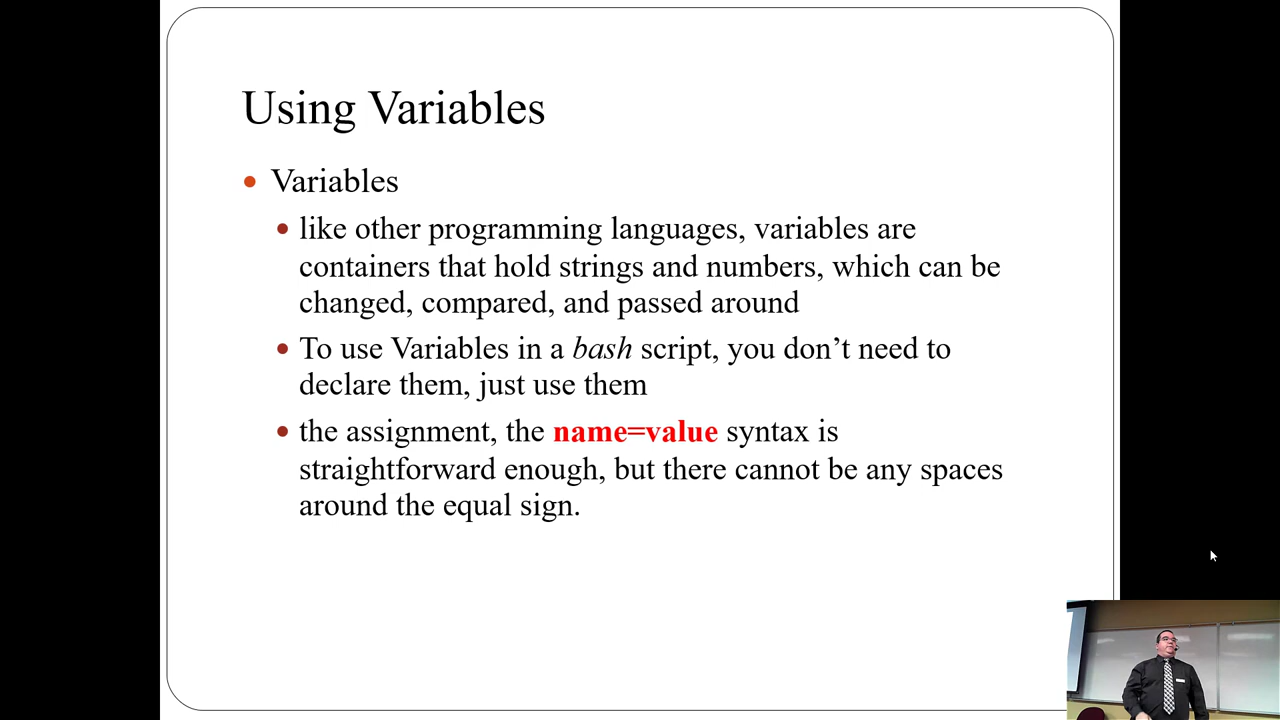 Using Variables
Variables
like other programming languages, variables are
containers that hold strings and numbers, which can be
changed, compared, and passed around
To use Variables in a bash script, you don’t need to
declare them, just use them
the assignment, the name=value syntax is
straightforward enough, but there cannot be any spaces
around the equal sign.